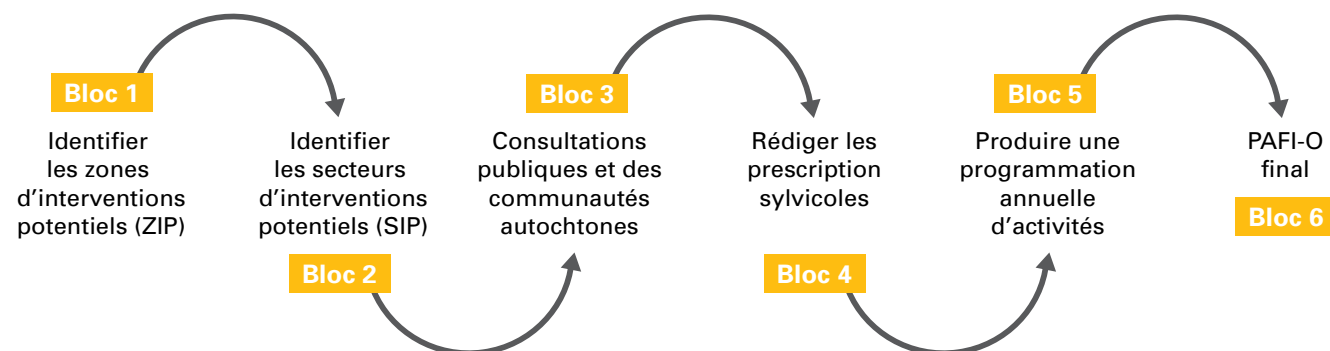 Bloc 1
Identifier
les zones
d'interventions
potentiels (ZIP)
Identifier
les secteurs
d'interventions
potentiels (SIP)
Bloc 2
Bloc 3
Consultations
publiques et des
communautés
autochtones
Rédiger les
prescription
sylvicoles
Bloc 4
Bloc 5
Produire une
programmation
annuelle
d'activités
PAFI-O
final
Bloc 6